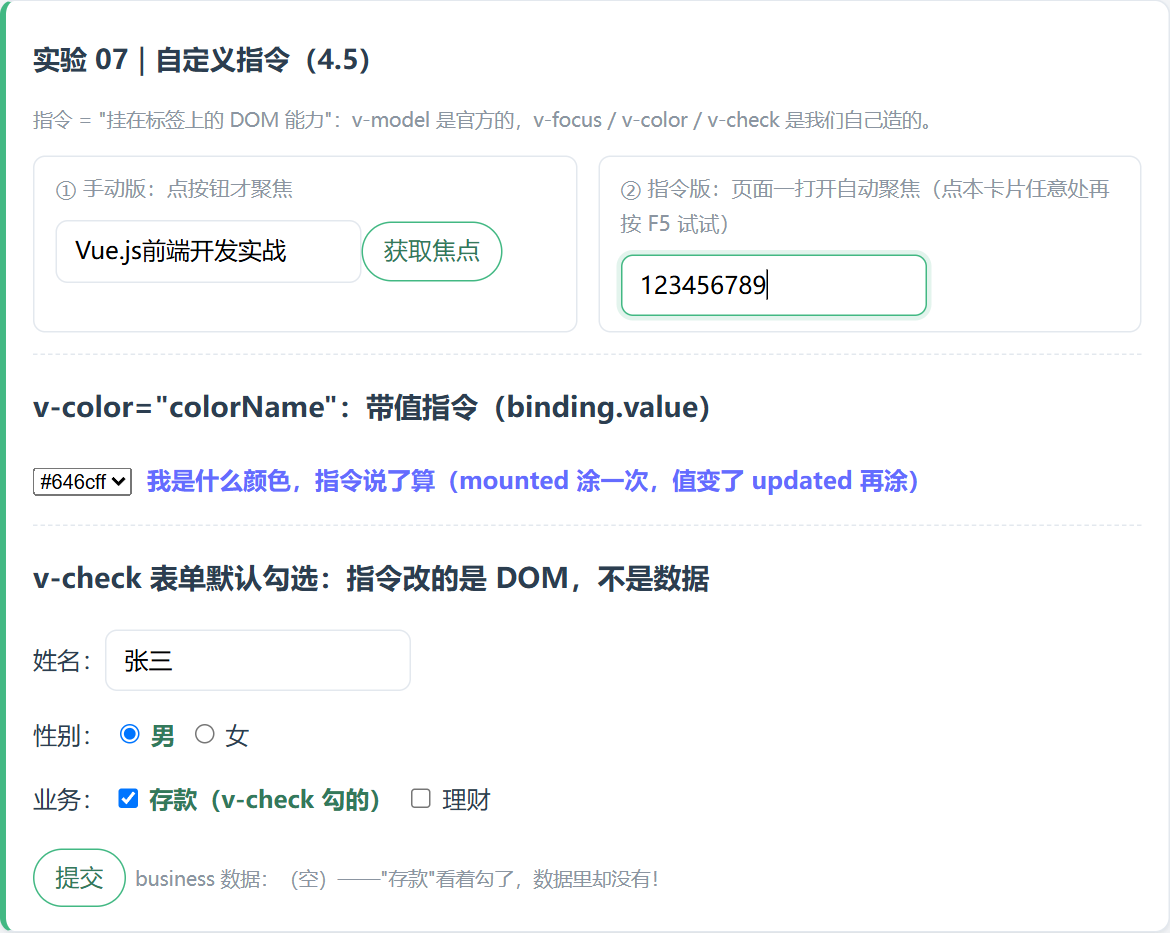 实验 07 | 自定义指令（4.5）
指令 = "挂在标签上的 DOM 能力"：v-model 是官方的，v-focus / v-color / v-check 是我们自己造的。
① 手动版：点按钮才聚焦
Vue.js前端开发实战
获取焦点
② 指令版：页面一打开自动聚焦（点本卡片任意处再
按 F5 试试）
123456789
v-color="colorName"：带值指令（binding.value）
#646cff 我是什么颜色，指令说了算（mounted 涂一次，值变了 updated 再涂）
v-check 表单默认勾选：指令改的是 DOM，不是数据
姓名： 张三
性别： 男 女
业务： 存款（v-check 勾的） 理财
提交 business 数据：（空）——"存款"看着勾了，数据里却没有！